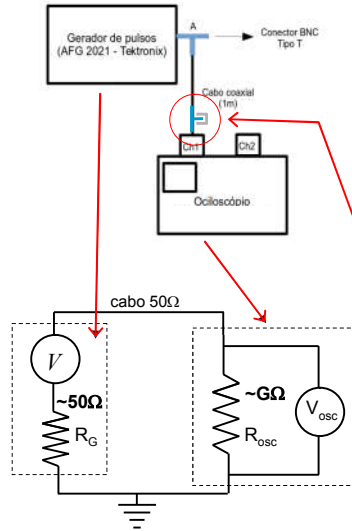 Gerador de pulsos
(AFG 2021 - Tektronix)
A
Conector BNC
Tipo T
Cabo coaxial
(1m)
Ch1
Ch2
Ociloscópio
cabo 50Ω
V
~50Ω
R_G
~GΩ
R_osc
V_osc